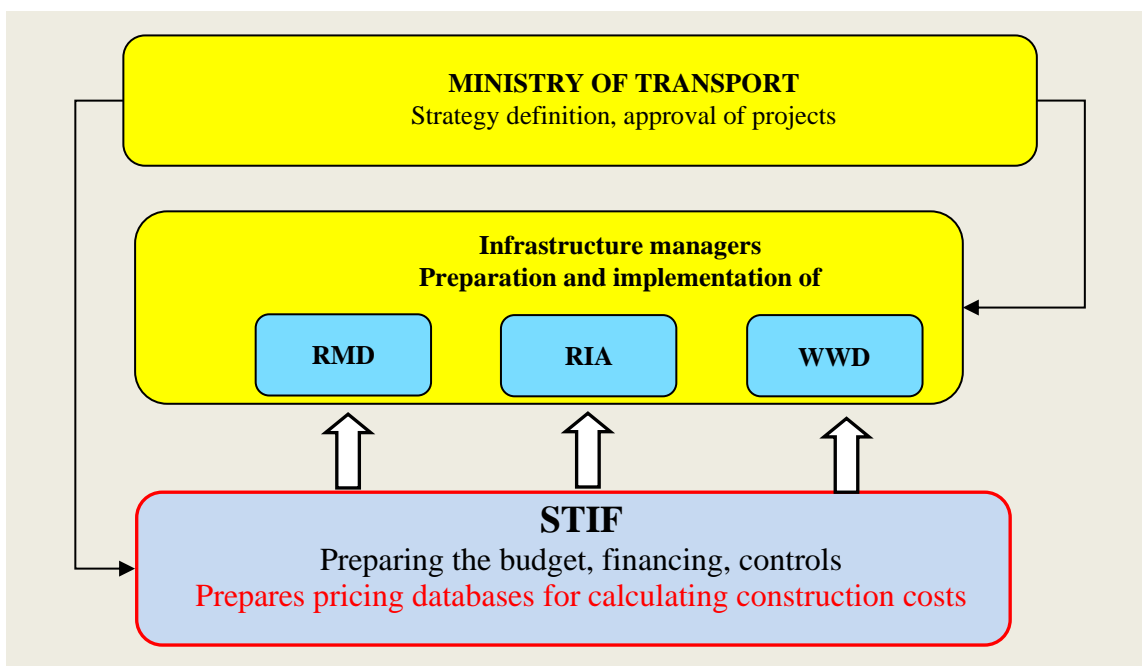 MINISTRY OF TRANSPORT
Strategy definition, approval of projects
Infrastructure managers
Preparation and implementation of
RMD
RIA
WWD
STIF
Preparing the budget, financing, controls
Prepares pricing databases for calculating construction costs